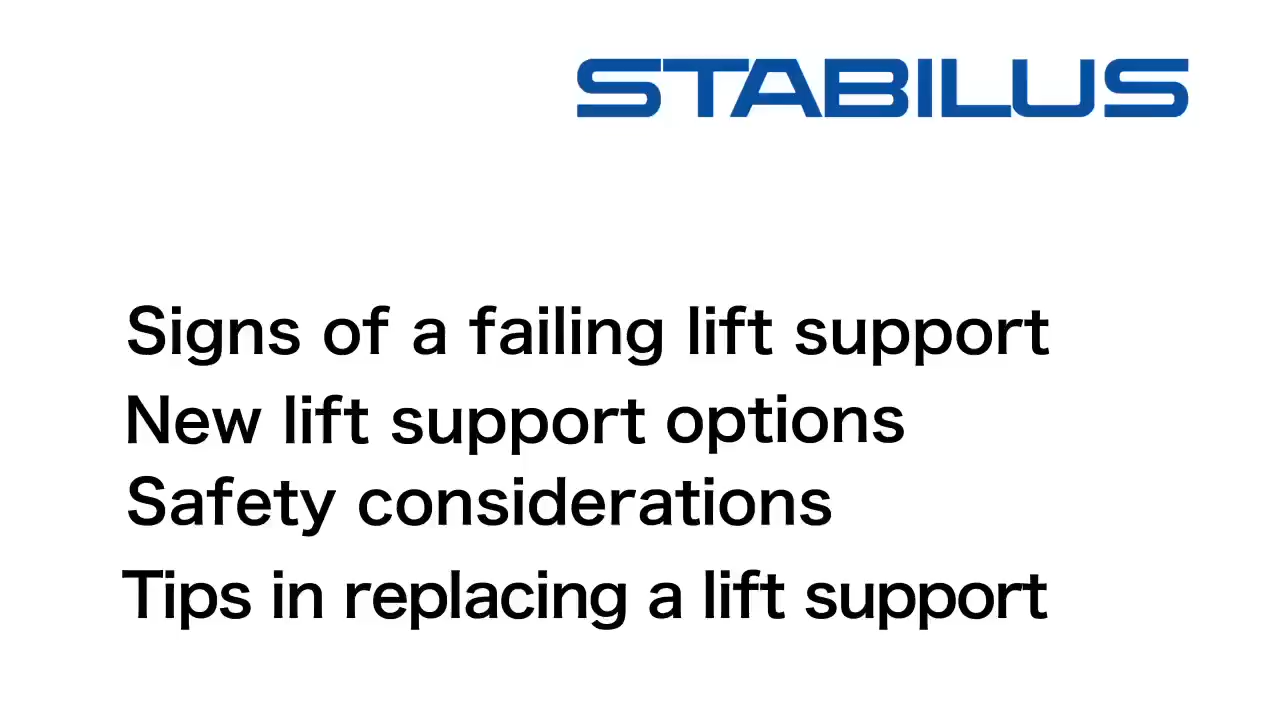 STABILUS
Signs of a failing lift support
New lift support options
Safety considerations
Tips in replacing a lift support